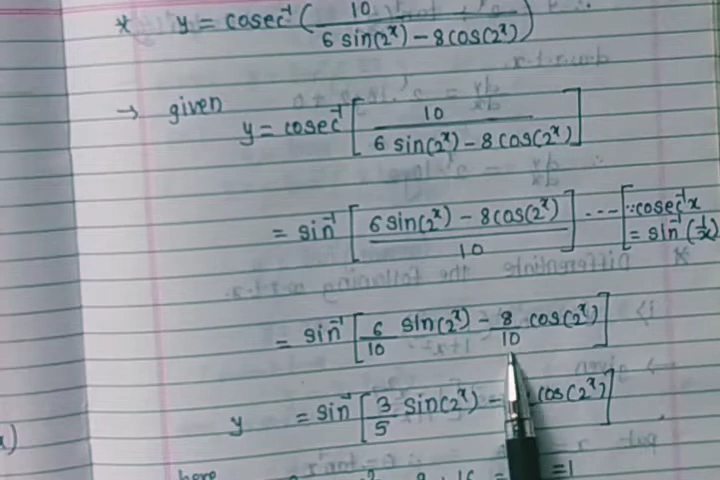 * y = cosec⁻¹ ( 10 / 6 sin(2ˣ) − 8 cos(2ˣ) )
→ given
y = cosec⁻¹ [ 10 / 6 sin(2ˣ) − 8 cos(2ˣ) ]
= sin⁻¹ [ 6 sin(2ˣ) − 8 cos(2ˣ) / 10 ] --- [∵ cosec⁻¹x
= sin⁻¹(1/x)
= sin⁻¹ [ 6/10 sin(2ˣ) − 8/10 cos(2ˣ) ]
y = sin⁻¹ [ 3/5 sin(2ˣ) − cos(2ˣ) ]
here
= 1